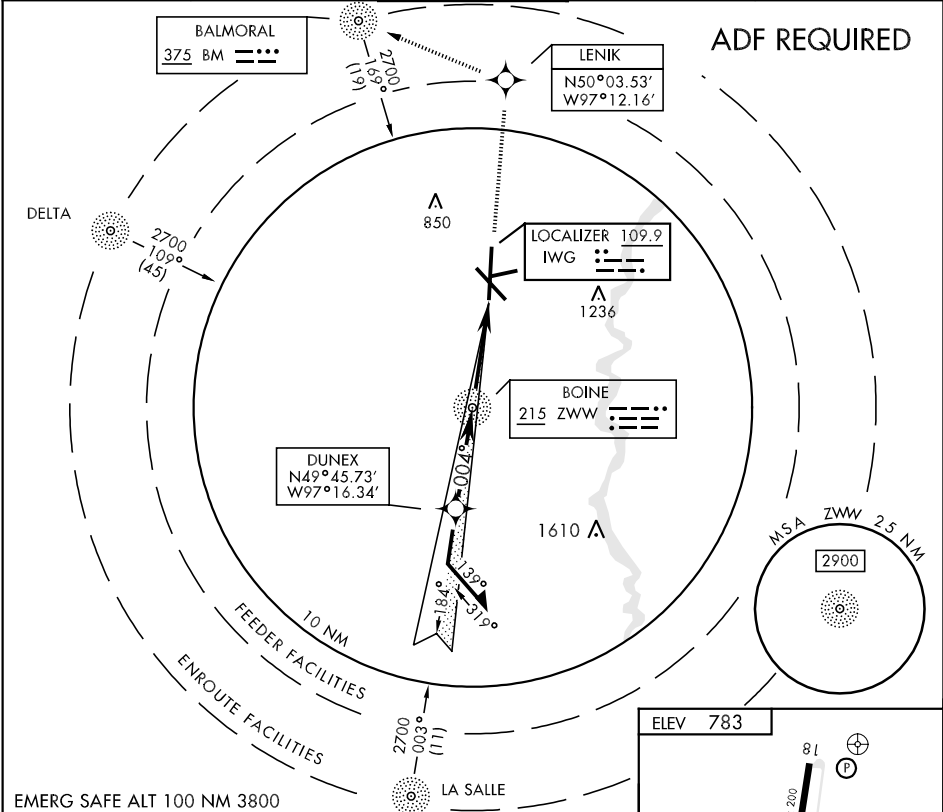 ADF REQUIRED
BALMORAL
375 BM
2700
169°
(19)
LENIK
N50°03.53'
W97°12.16'
DELTA
2700
109°
(45)
850
LOCALIZER 109.9
IWG
1236
BOINE
215 ZWW
004°
DUNEX
N49°45.73'
W97°16.34'
1610
139°
184°
319°
MSA ZWW 25 NM
2900
10 NM
FEEDER FACILITIES
ENROUTE FACILITIES
2700
003°
(11)
LA SALLE
EMERG SAFE ALT 100 NM 3800
ELEV 783
18
P
200